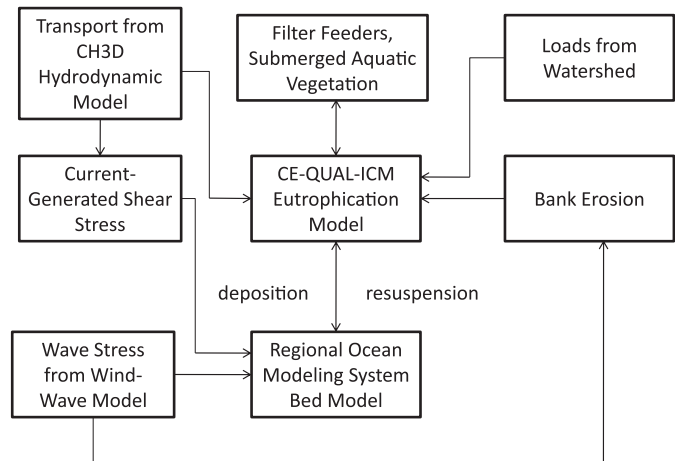 Transport from
CH3D
Hydrodynamic
Model
Filter Feeders,
Submerged Aquatic
Vegetation
Loads from
Watershed
Current-
Generated Shear
Stress
CE-QUAL-ICM
Eutrophication
Model
Bank Erosion
deposition
resuspension
Wave Stress
from Wind-
Wave Model
Regional Ocean
Modeling System
Bed Model